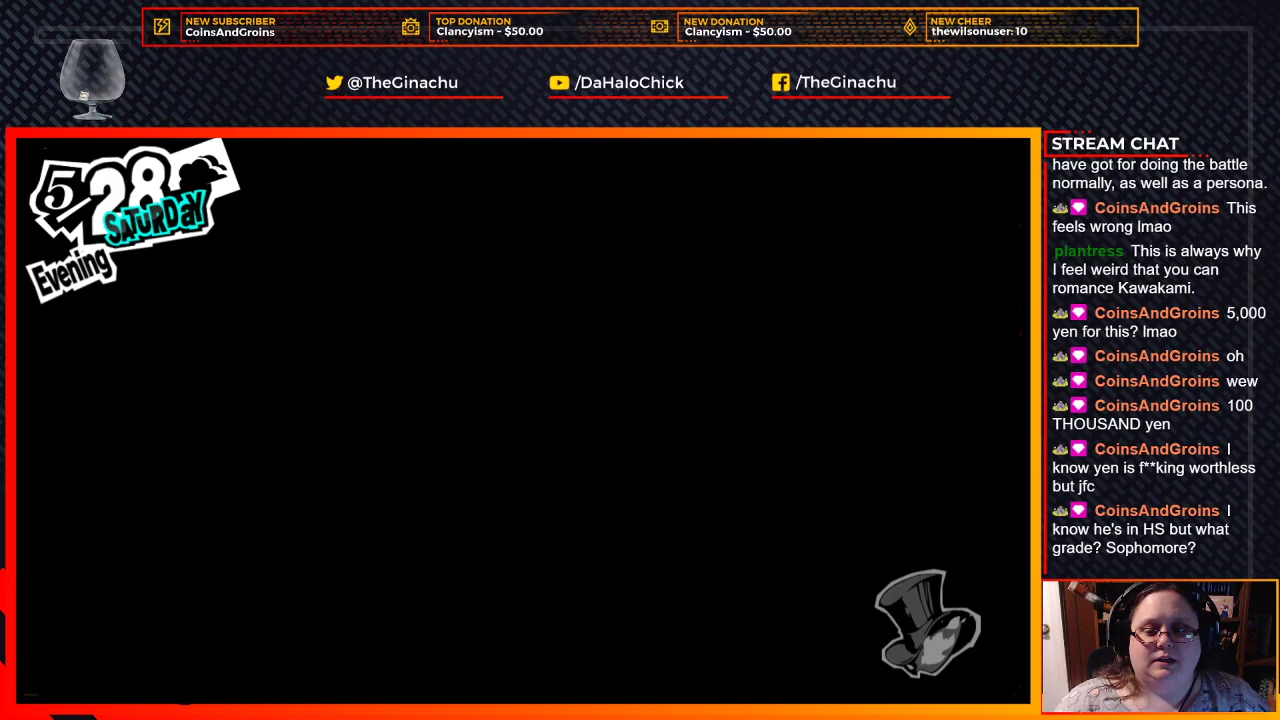 NEW SUBSCRIBER
CoinsAndGroins
TOP DONATION
Clancyism - $50.00
NEW DONATION
Clancyism - $50.00
NEW CHEER
thewilsonuser: 10
@TheGinachu
/DaHaloChick
/TheGinachu
5/28
SATURDAY
Evening
STREAM CHAT
have got for doing the battle
normally, as well as a persona.
CoinsAndGroins This
feels wrong lmao
plantress This is always why
I feel weird that you can
romance Kawakami.
CoinsAndGroins 5,000
yen for this? lmao
CoinsAndGroins oh
CoinsAndGroins wew
CoinsAndGroins 100
THOUSAND yen
CoinsAndGroins I
know yen is f**king worthless
but jfc
CoinsAndGroins I
know he's in HS but what
grade? Sophomore?